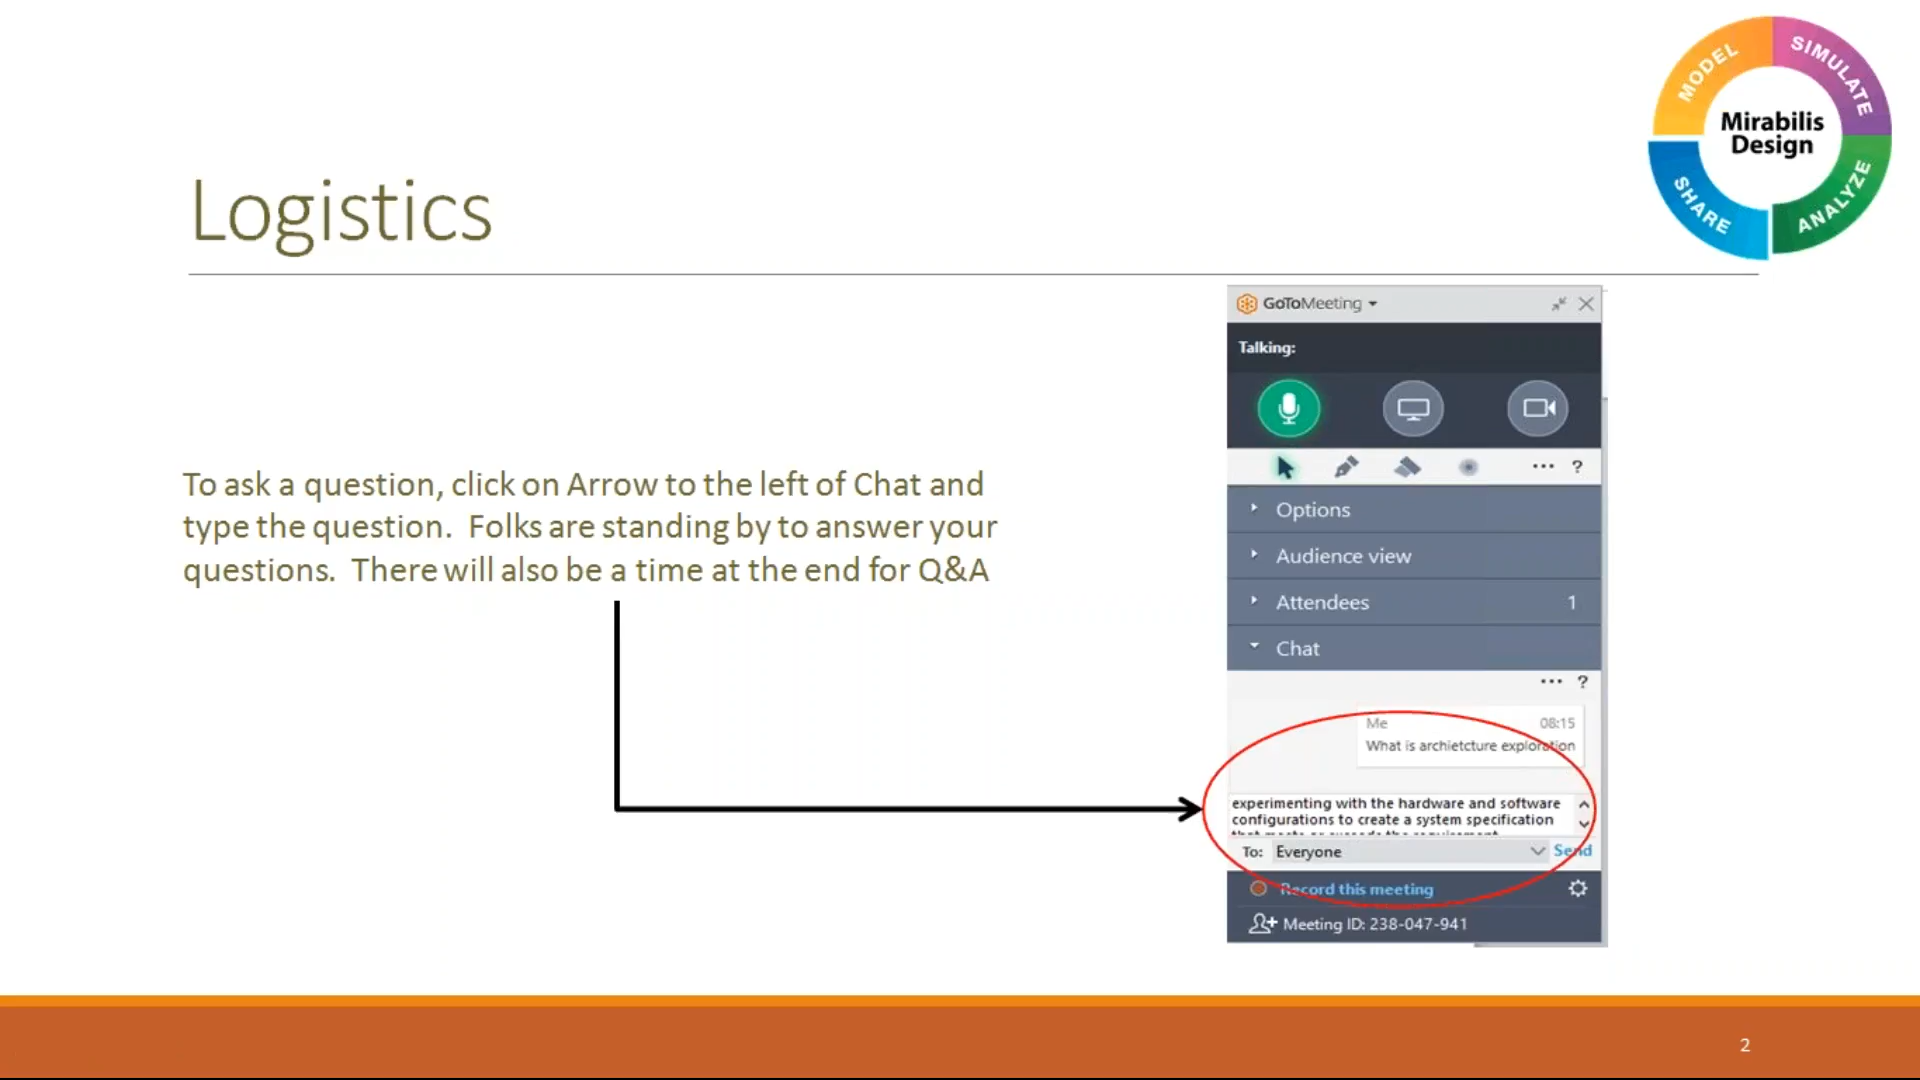 MODEL
SIMULATE
Mirabilis
Design
SHARE
ANALYZE
Logistics
To ask a question, click on Arrow to the left of Chat and
type the question.  Folks are standing by to answer your
questions.  There will also be a time at the end for Q&A
GoToMeeting
Talking:
... ?
Options
Audience view
Attendees 1
Chat
... ?
Me 08:15
What is archietcture exploration
experimenting with the hardware and software
configurations to create a system specification
To: Everyone Send
Record this meeting
Meeting ID: 238-047-941
2